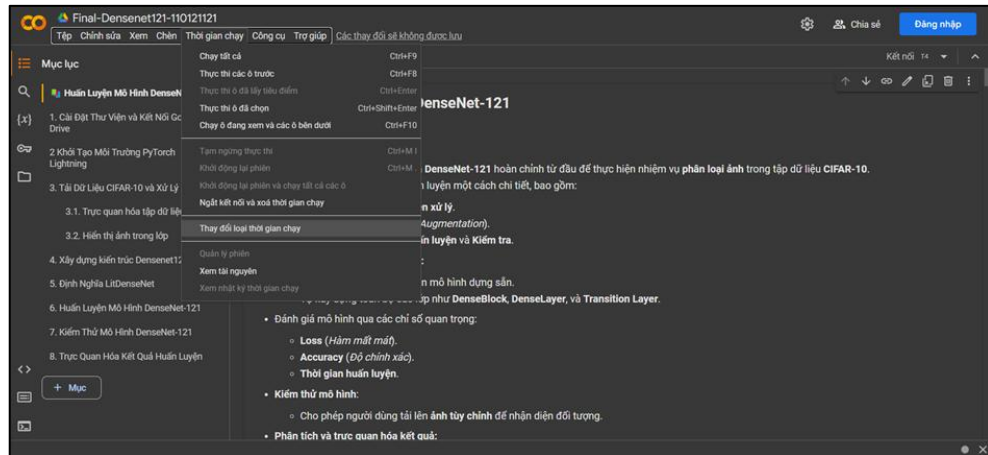 CO
Final-Densenet121-110121121
Chia sẻ
Đăng nhập
Tệp Chỉnh sửa Xem Chèn Thời gian chạy Công cụ Trợ giúp Các thay đổi sẽ không được lưu
Kết nối T4
Mục lục
Huấn Luyện Mô Hình DenseN
1. Cài Đặt Thư Viện và Kết Nối Go
Drive
2 Khởi Tạo Môi Trường PyTorch
Lightning
3. Tải Dữ Liệu CIFAR-10 và Xử Lý
3.1. Trực quan hóa tập dữ liệ
3.2. Hiển thị ảnh trong lớp
4. Xây dựng kiến trúc Densenet12
5. Định Nghĩa LitDenseNet
6. Huấn Luyện Mô Hình DenseNet-121
7. Kiểm Thử Mô Hình DenseNet-121
8. Trực Quan Hóa Kết Quả Huấn Luyện
+ Mục
Chạy tất cả Ctrl+F9
Thực thi các ô trước Ctrl+F8
Thực thi ô đã lấy tiêu điểm Ctrl+Enter
Thực thi ô đã chọn Ctrl+Shift+Enter
Chạy ô đang xem và các ô bên dưới Ctrl+F10
Tạm ngừng thực thi Ctrl+M I
Khởi động lại phiên Ctrl+M .
Khởi động lại phiên và chạy tất cả các ô
Ngắt kết nối và xoá thời gian chạy
Thay đổi loại thời gian chạy
Quản lý phiên
Xem tài nguyên
Xem nhật ký thời gian chạy
DenseNet-121
DenseNet-121 hoàn chỉnh từ đầu để thực hiện nhiệm vụ phân loại ảnh trong tập dữ liệu CIFAR-10.
luyện một cách chi tiết, bao gồm:
n xử lý.
Augmentation).
ấn luyện và Kiểm tra.
:
mô hình dựng sẵn.
như DenseBlock, DenseLayer, và Transition Layer.
• Đánh giá mô hình qua các chỉ số quan trọng:
◦ Loss (Hàm mất mát).
◦ Accuracy (Độ chính xác).
◦ Thời gian huấn luyện.
• Kiểm thử mô hình:
◦ Cho phép người dùng tải lên ảnh tùy chỉnh để nhận diện đối tượng.
• Phân tích và trực quan hóa kết quả: